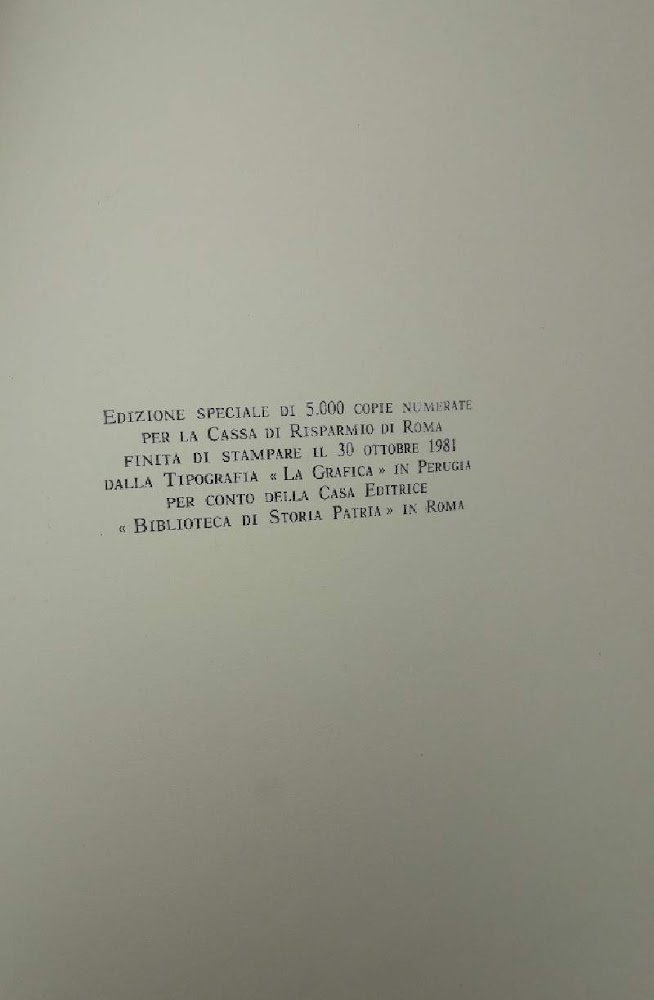 EDIZIONE SPECIALE DI 5.000 COPIE NUMERATE
PER LA CASSA DI RISPARMIO DI ROMA
FINITA DI STAMPARE IL 30 OTTOBRE 1981
DALLA TIPOGRAFIA « LA GRAFICA » IN PERUGIA
PER CONTO DELLA CASA EDITRICE
« BIBLIOTECA DI STORIA PATRIA » IN ROMA